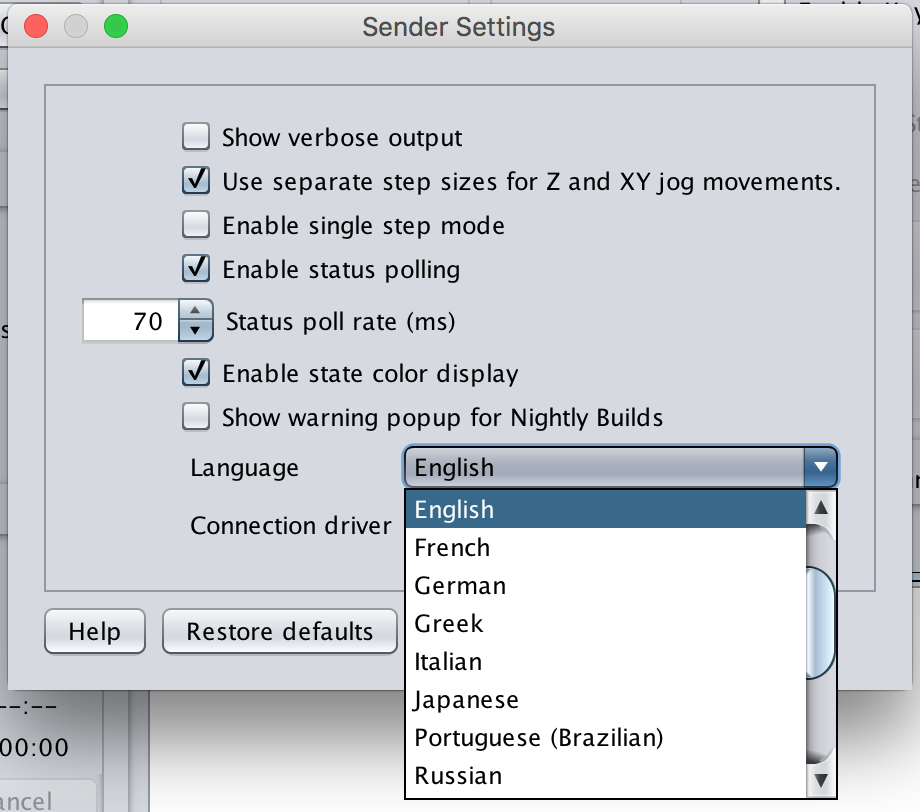 Sender Settings
Show verbose output
Use separate step sizes for Z and XY jog movements.
Enable single step mode
Enable status polling
70 Status poll rate (ms)
Enable state color display
Show warning popup for Nightly Builds
Language English
English
Connection driver
French
German
Greek
Help Restore defaults
Italian
Japanese
--:--
Portuguese (Brazilian)
00:00
Russian